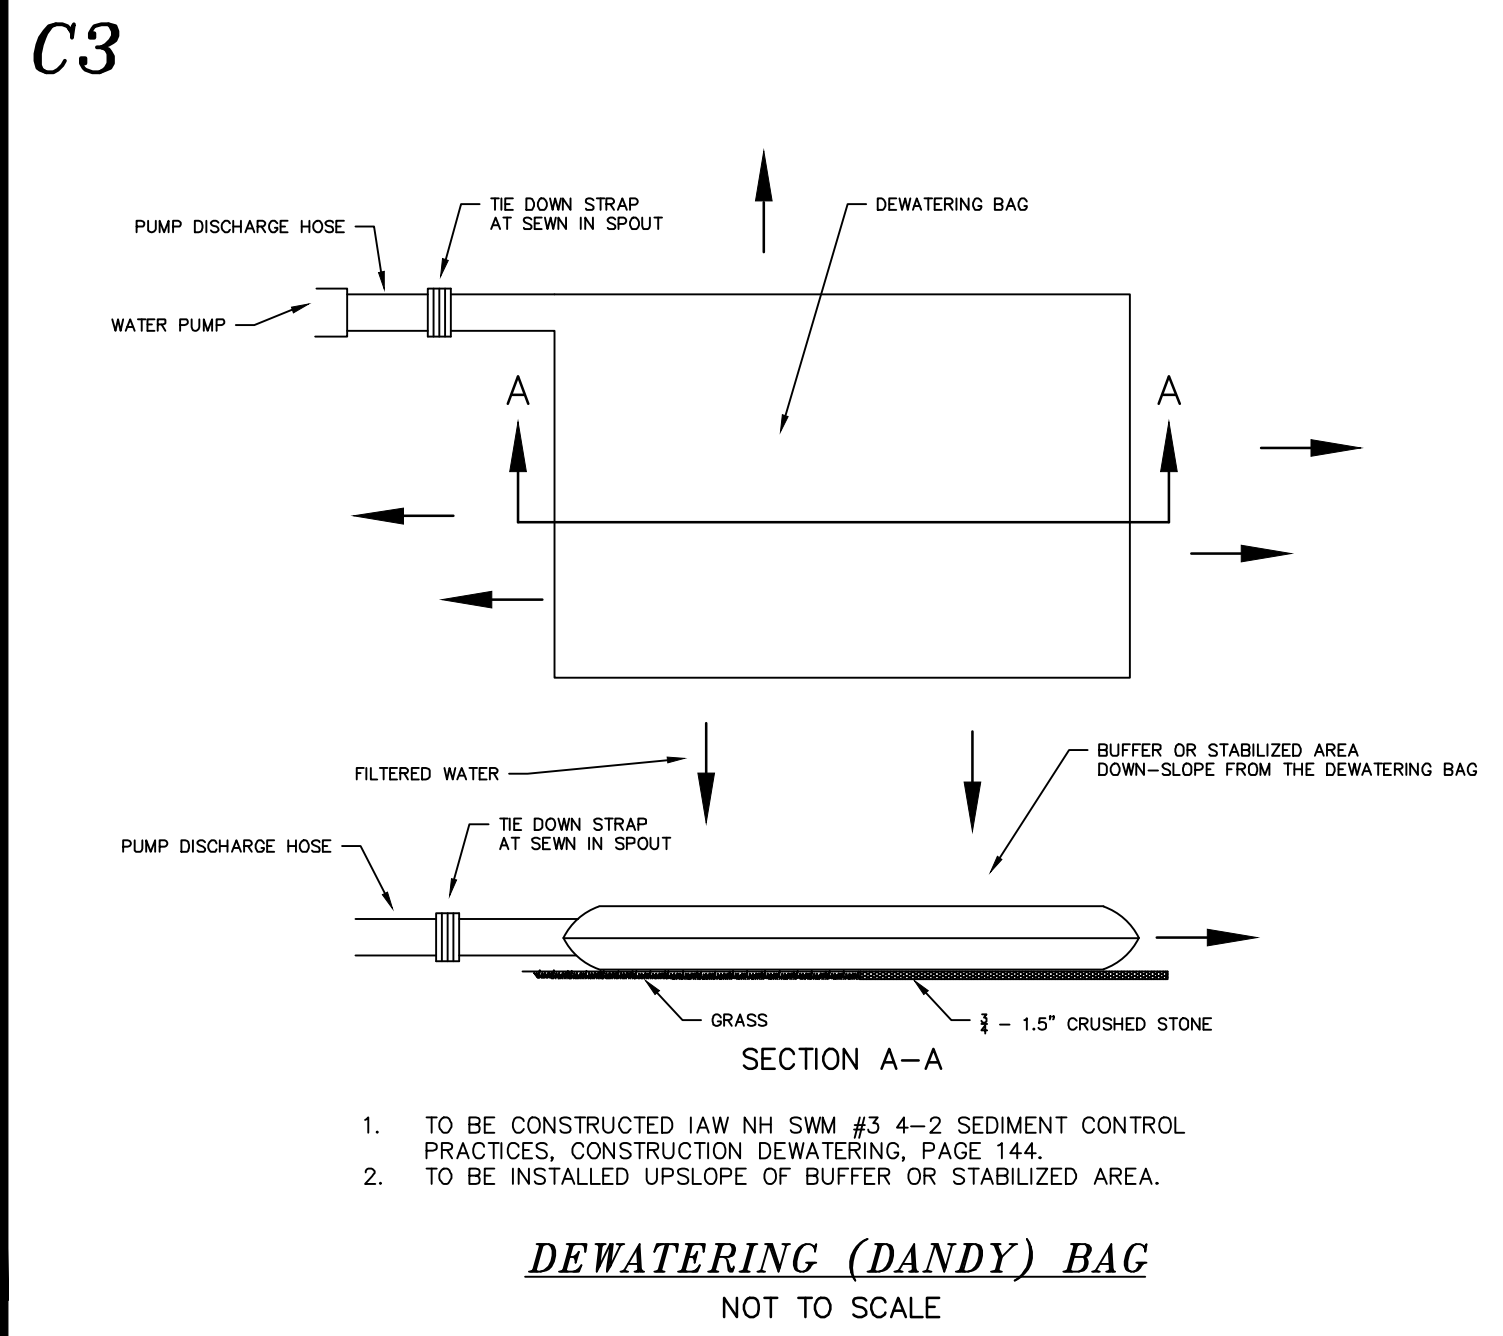 C3
TIE DOWN STRAP
AT SEWN IN SPOUT
DEWATERING BAG
PUMP DISCHARGE HOSE
WATER PUMP
A
A
FILTERED WATER
BUFFER OR STABILIZED AREA
DOWN-SLOPE FROM THE DEWATERING BAG
TIE DOWN STRAP
AT SEWN IN SPOUT
PUMP DISCHARGE HOSE
GRASS
3/4 - 1.5" CRUSHED STONE
SECTION A-A
1. TO BE CONSTRUCTED IAW NH SWM #3 4-2 SEDIMENT CONTROL
PRACTICES, CONSTRUCTION DEWATERING, PAGE 144.
2. TO BE INSTALLED UPSLOPE OF BUFFER OR STABILIZED AREA.
DEWATERING (DANDY) BAG
NOT TO SCALE